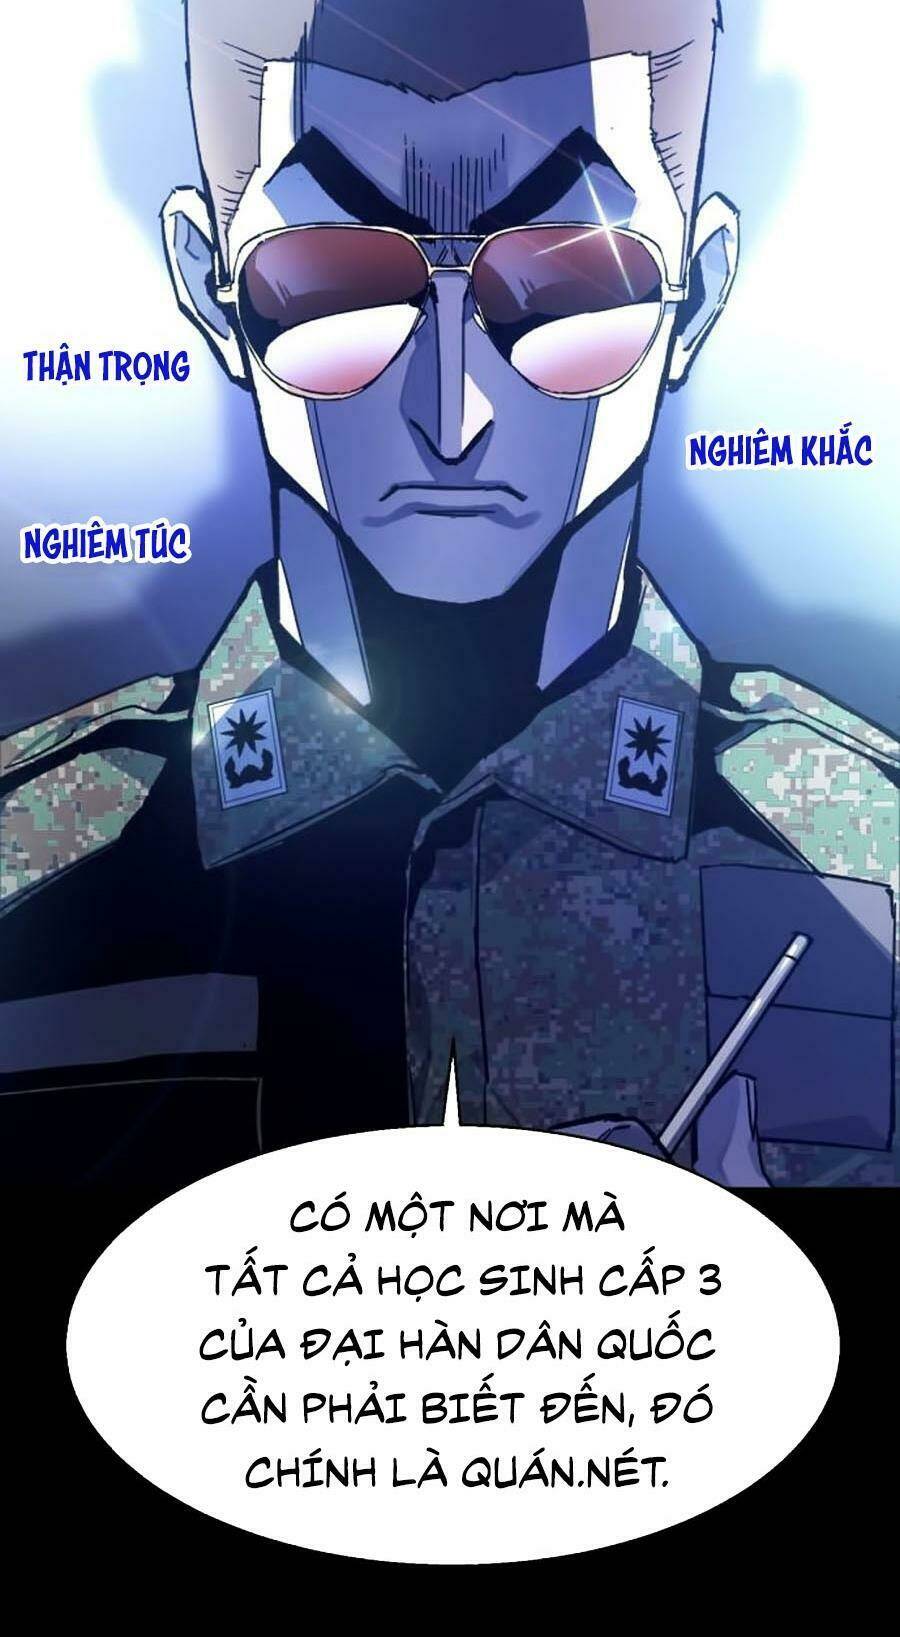 THẬN TRỌNG
NGHIÊM KHẮC
NGHIÊM TÚC
CÓ MỘT NƠI MÀ
TẤT CẢ HỌC SINH CẤP 3
CỦA ĐẠI HÀN DÂN QUỐC
CẦN PHẢI BIẾT ĐẾN, ĐÓ
CHÍNH LÀ QUÁN.NÉT.